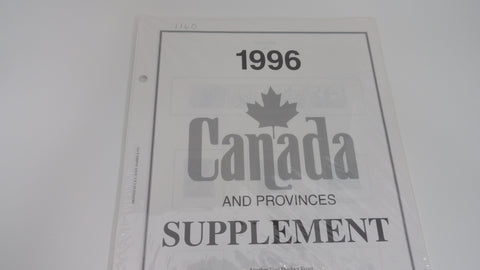 1996
Canada
AND PROVINCES
SUPPLEMENT